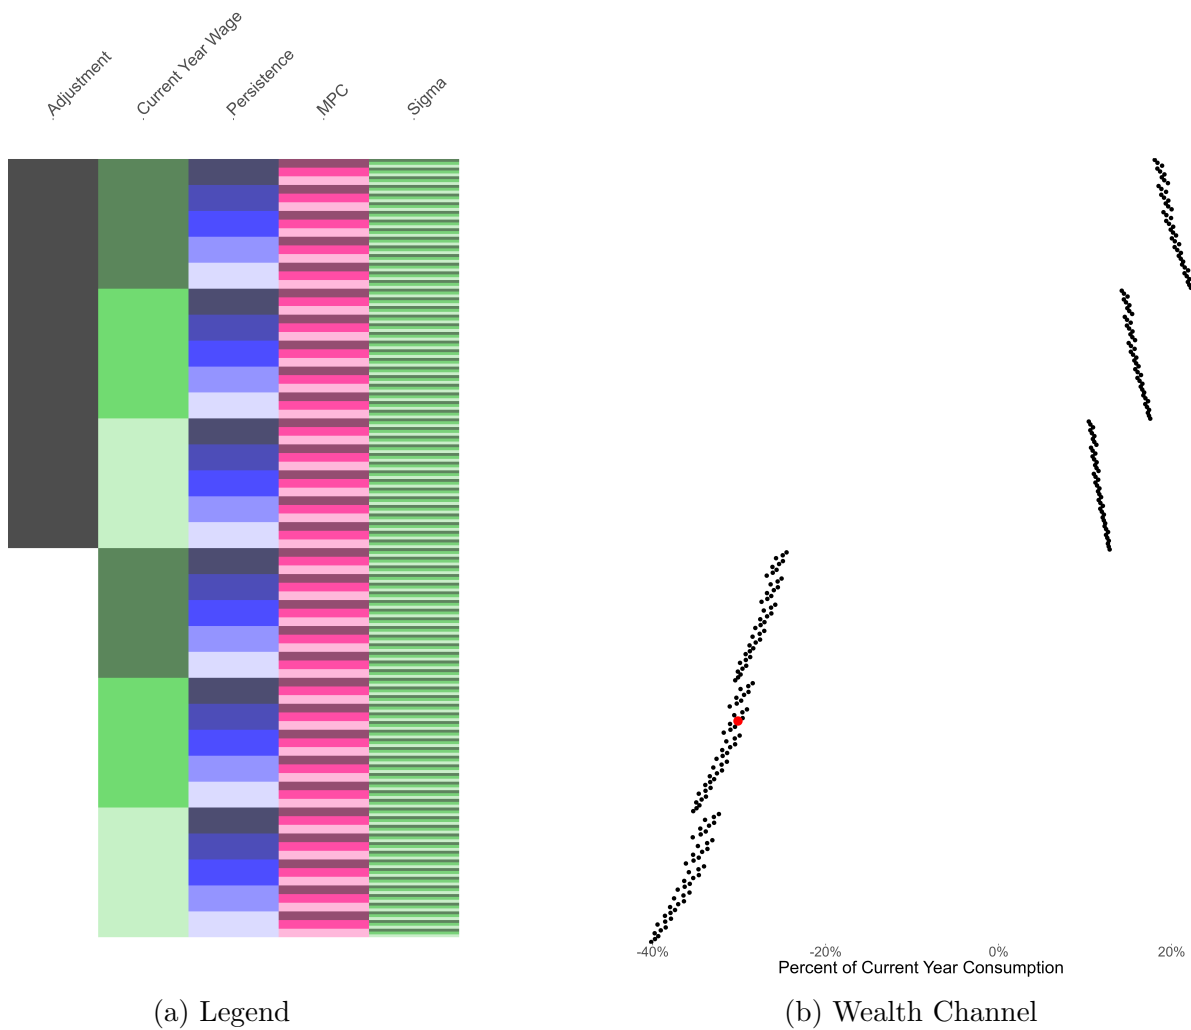 Adjustment
Current Year Wage
Persistence
MPC
Sigma
-40%
-20%
0%
20%
Percent of Current Year Consumption
(a) Legend
(b) Wealth Channel